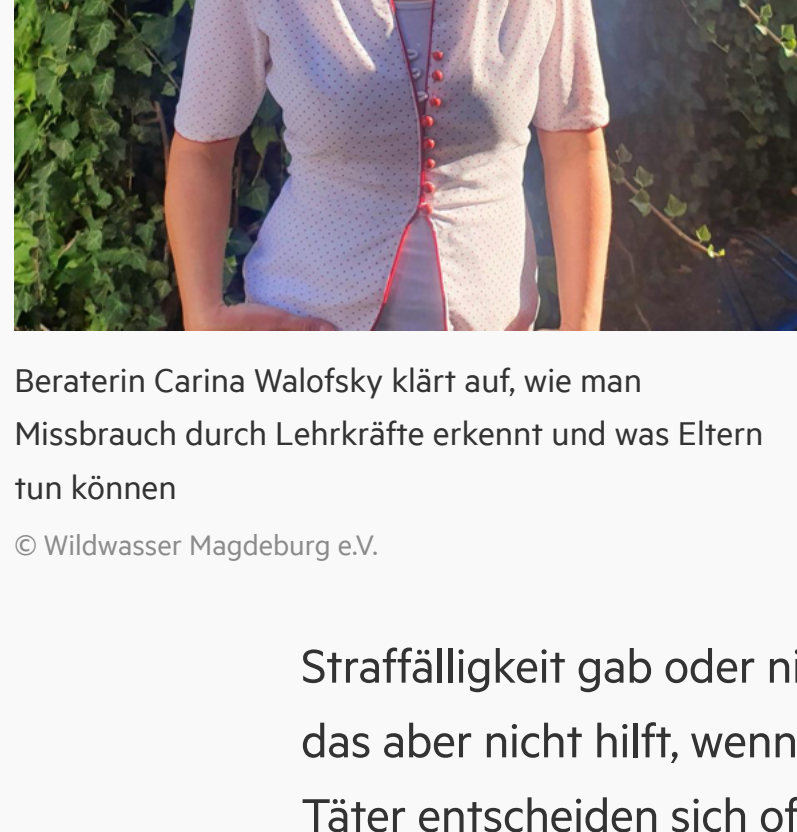 Beraterin Carina Walofsky klärt auf, wie man
Missbrauch durch Lehrkräfte erkennt und was Eltern
tun können
© Wildwasser Magdeburg e.V.
Straffälligkeit gab oder
das aber nicht hilft, wenn
Täter entscheiden sich